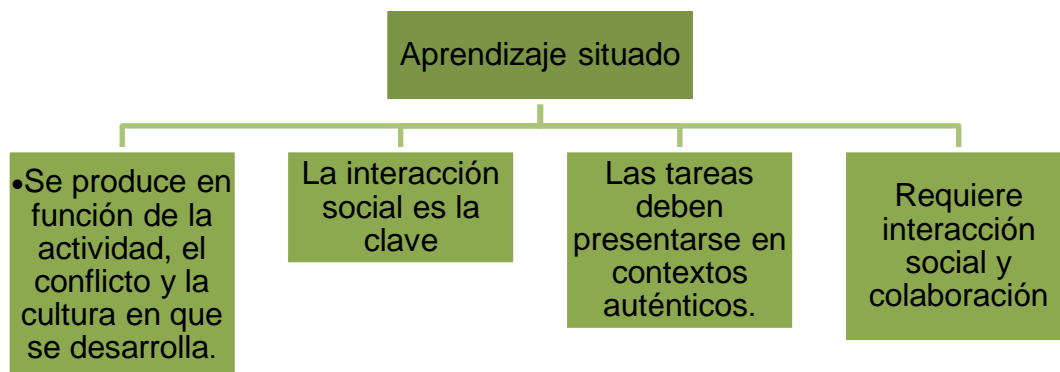 Aprendizaje situado
•Se produce en
función de la
actividad, el
conflicto y la
cultura en que
se desarrolla.
La interacción
social es la
clave
Las tareas
deben
presentarse en
contextos
auténticos.
Requiere
interacción
social y
colaboración